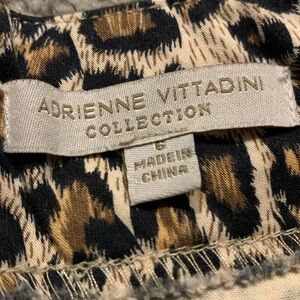 ADRIENNE VITTADINI
COLLECTION
6
MADE IN
CHINA